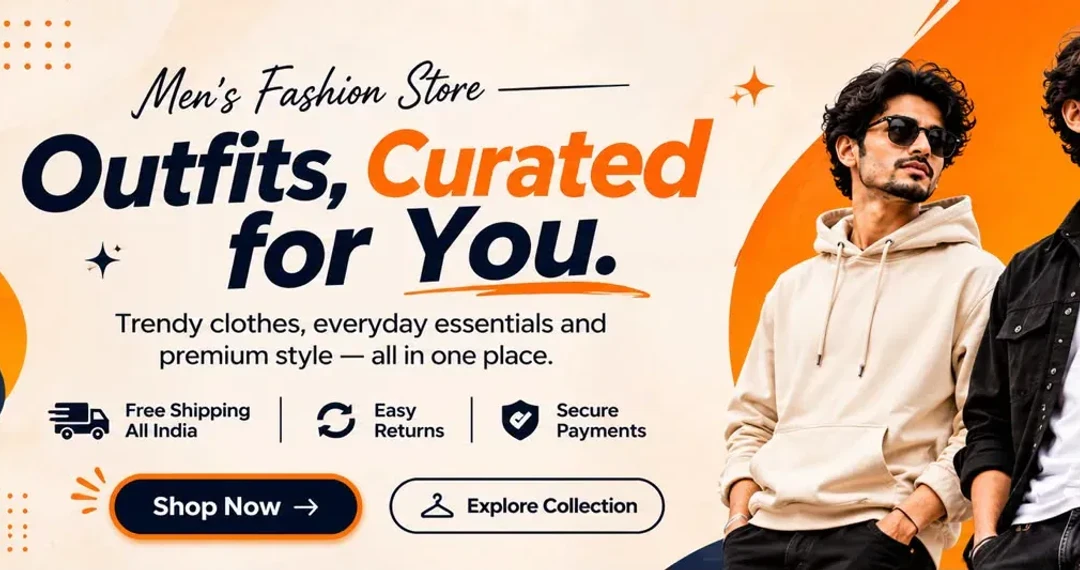 Men's Fashion Store
Outfits, Curated
for You.
Trendy clothes, everyday essentials and
premium style — all in one place.
Free Shipping
All India
Easy
Returns
Secure
Payments
Shop Now →
Explore Collection